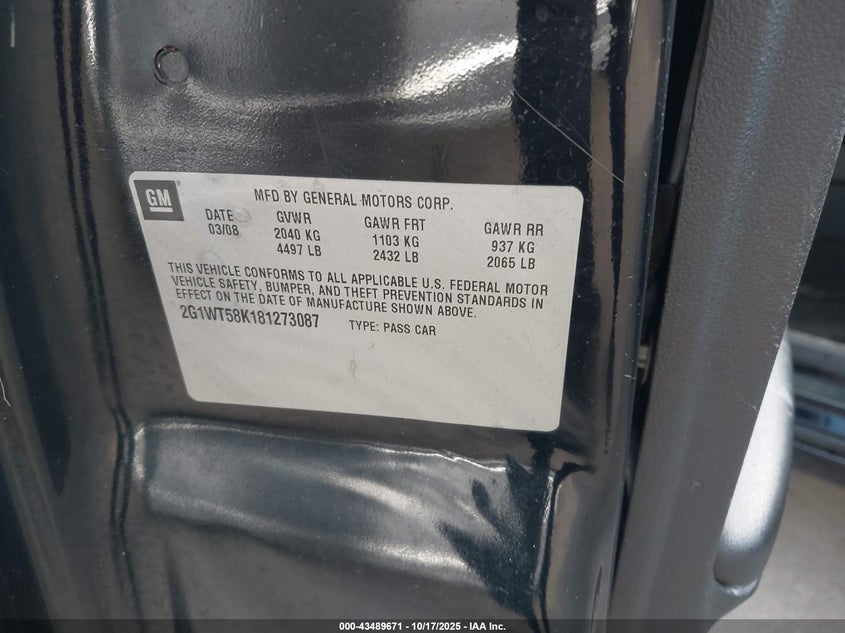 GM
MFD BY GENERAL MOTORS CORP.
DATE GVWR GAWR FRT GAWR RR
03/08 2040 KG 1103 KG 937 KG
4497 LB 2432 LB 2065 LB
THIS VEHICLE CONFORMS TO ALL APPLICABLE U.S. FEDERAL MOTOR
VEHICLE SAFETY, BUMPER, AND THEFT PREVENTION STANDARDS IN
EFFECT ON THE DATE OF MANUFACTURE SHOWN ABOVE.
2G1WT58K181273087 TYPE: PASS CAR
000-43489671 - 10/17/2025 - IAA Inc.